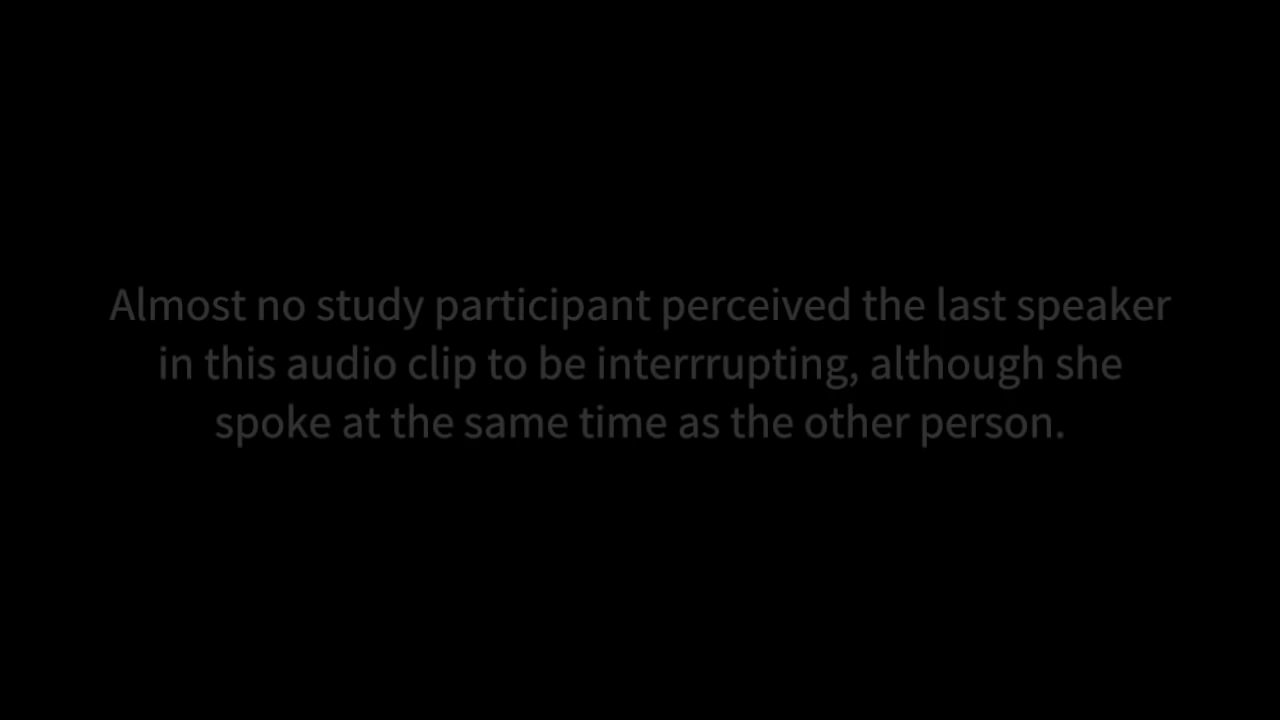 Almost no study participant perceived the last speaker
in this audio clip to be interrrupting, although she
spoke at the same time as the other person.